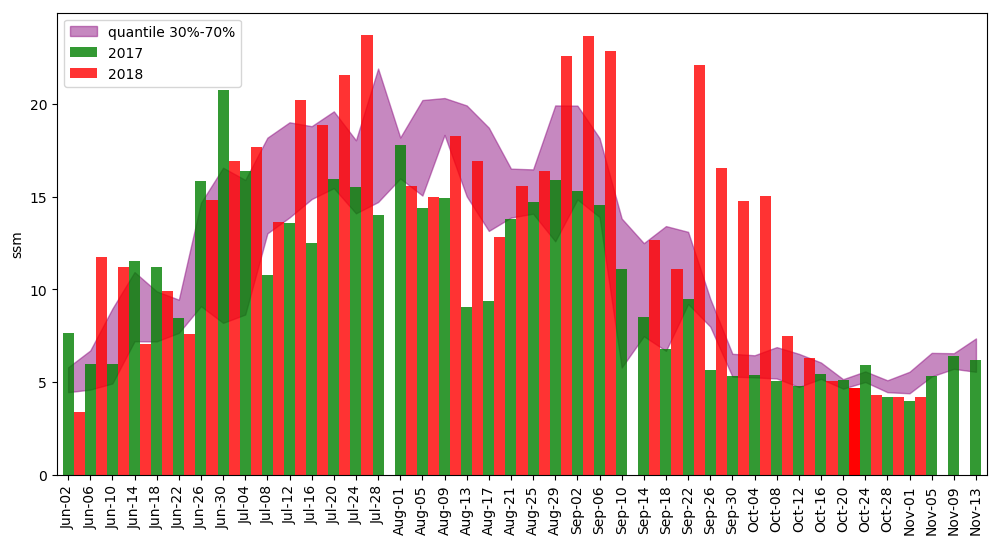 quantile 30%-70%
2017
2018
ssm
20
15
10
5
0
Jun-02
Jun-06
Jun-10
Jun-14
Jun-18
Jun-22
Jun-26
Jun-30
Jul-04
Jul-08
Jul-12
Jul-16
Jul-20
Jul-24
Jul-28
Aug-01
Aug-05
Aug-09
Aug-13
Aug-17
Aug-21
Aug-25
Aug-29
Sep-02
Sep-06
Sep-10
Sep-14
Sep-18
Sep-22
Sep-26
Sep-30
Oct-04
Oct-08
Oct-12
Oct-16
Oct-20
Oct-24
Oct-28
Nov-01
Nov-05
Nov-09
Nov-13